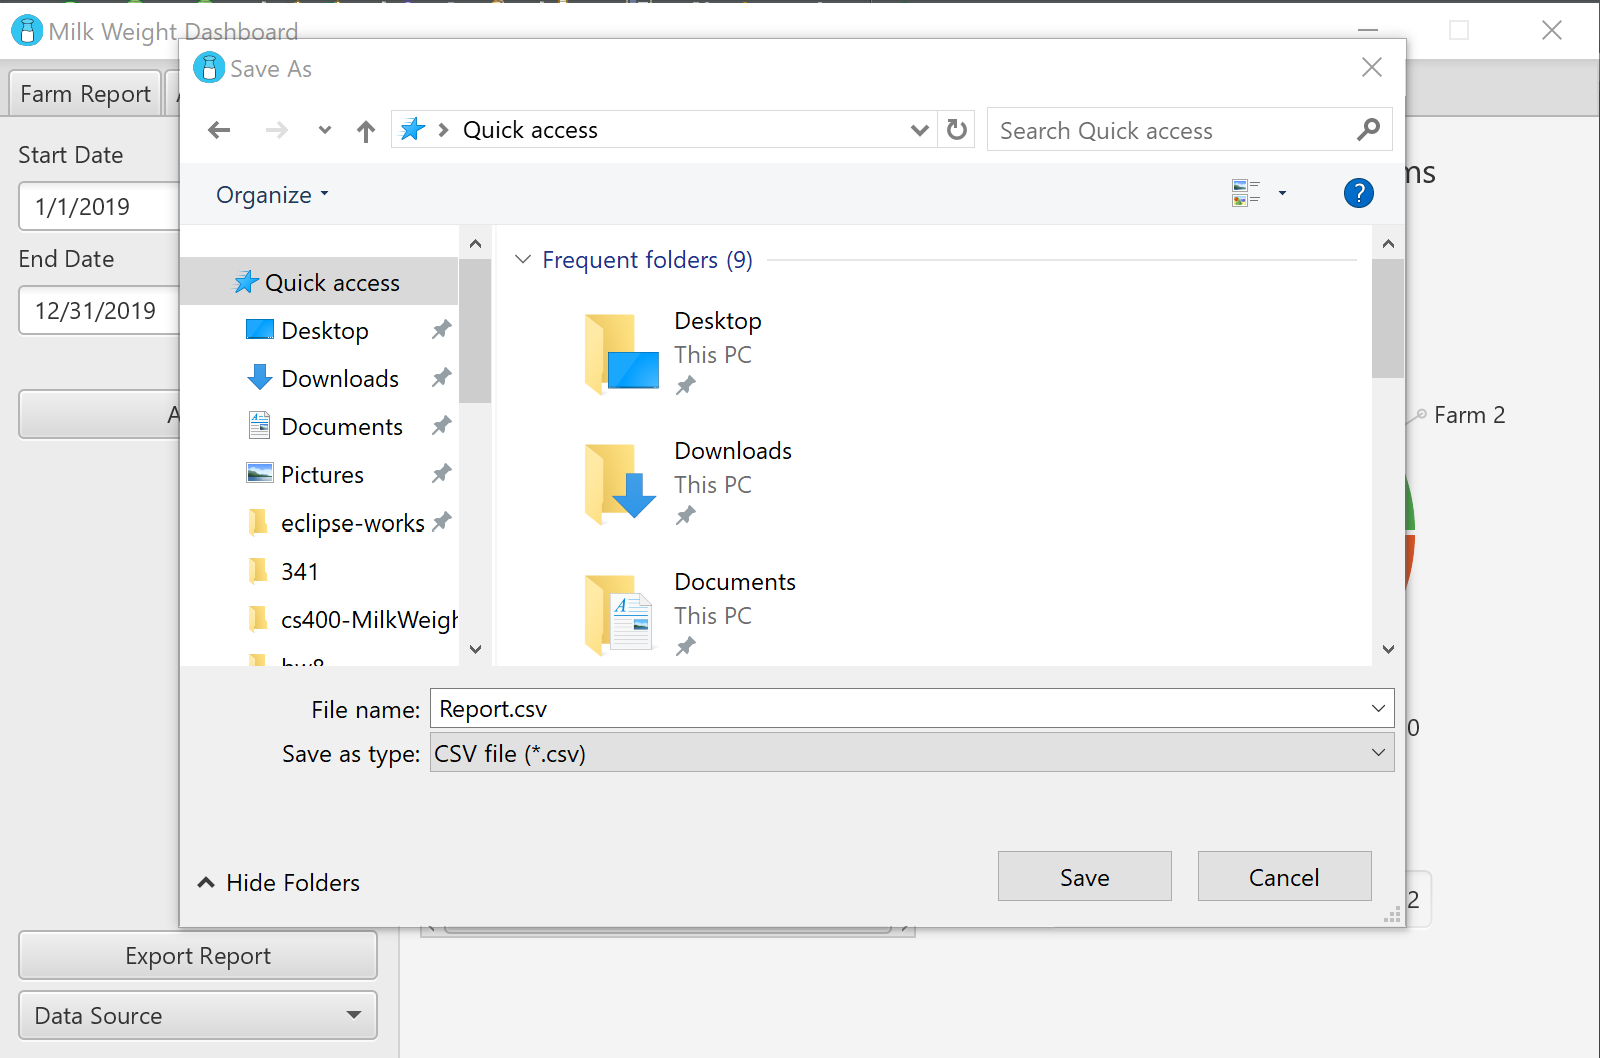 Milk Weight Dashboard
Save As
Farm Report
Quick access
Search Quick access
Start Date
1/1/2019
End Date
12/31/2019
Organize
?
Quick access
Desktop
Downloads
Documents
Pictures
eclipse-works
341
cs400-MilkWeigh
Frequent folders (9)
Desktop
This PC
Downloads
This PC
Documents
This PC
ms
Farm 2
0
2
File name: Report.csv
Save as type: CSV file (*.csv)
Hide Folders
Save
Cancel
Export Report
Data Source